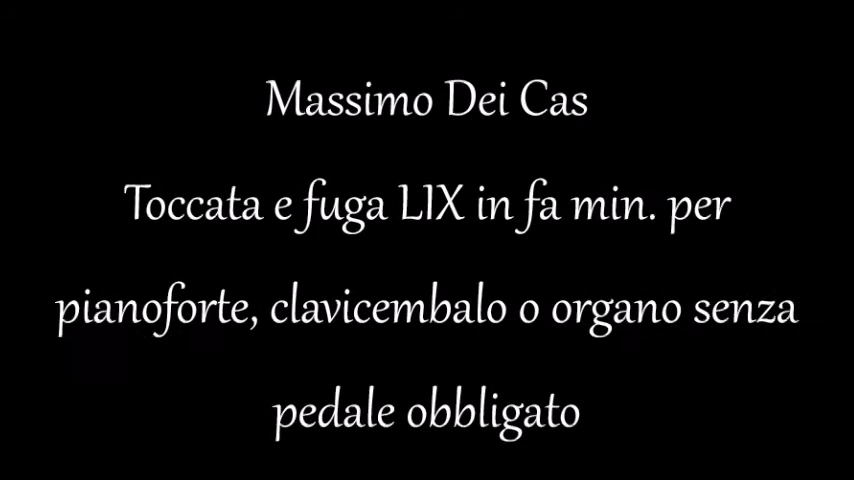 Massimo Dei Cas
Toccata e fuga LIX in fa min. per
pianoforte, clavicembalo o organo senza
pedale obbligato